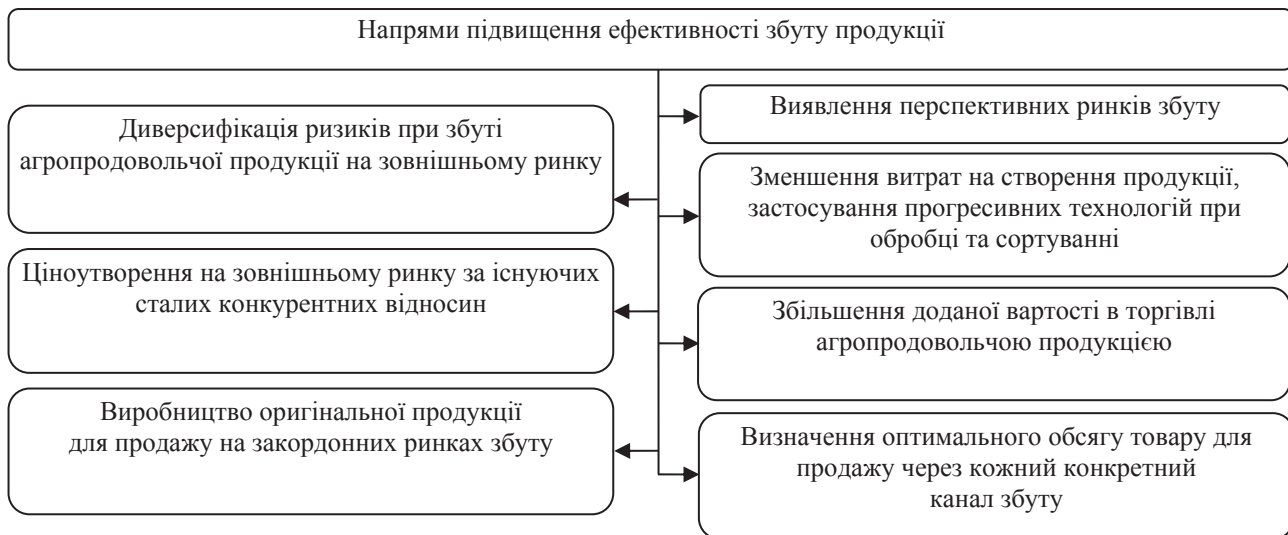 Напрями підвищення ефективності збуту продукції
Диверсифікація ризиків при збуті
агропродовольчої продукції на зовнішньому ринку
Ціноутворення на зовнішньому ринку за існуючих
сталих конкурентних відносин
Виробництво оригінальної продукції
для продажу на закордонних ринках збуту
Виявлення перспективних ринків збуту
Зменшення витрат на створення продукції,
застосування прогресивних технологій при
обробці та сортуванні
Збільшення доданої вартості в торгівлі
агропродовольчою продукцією
Визначення оптимального обсягу товару для
продажу через кожний конкретний
канал збуту